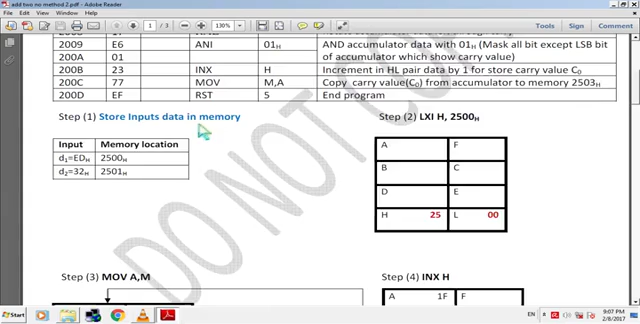 add two no method 2.pdf - Adobe Reader
File Edit View Window Help
1 / 3 130% Tools Fill & Sign Comment
2009 E6 ANI 01H AND accumulator data with 01H (Mask all bit except LSB bit
200A 01 of accumulator which show carry value)
200B 23 INX H Increment in HL pair data by 1 for store carry value C0
200C 77 MOV M,A Copy carry value(C0) from accumulator to memory 2503H
200D EF RST 5 End program
Step (1) Store Inputs data in memory
Step (2) LXI H, 2500H
Input Memory location
d1=EDH 2500H
d2=32H 2501H
A F
B C
D E
H 25 L 00
DO NOT CO
Step (3) MOV A,M
Step (4) INX H
A 1F F
Start
EN
9:07 PM
2/8/2017